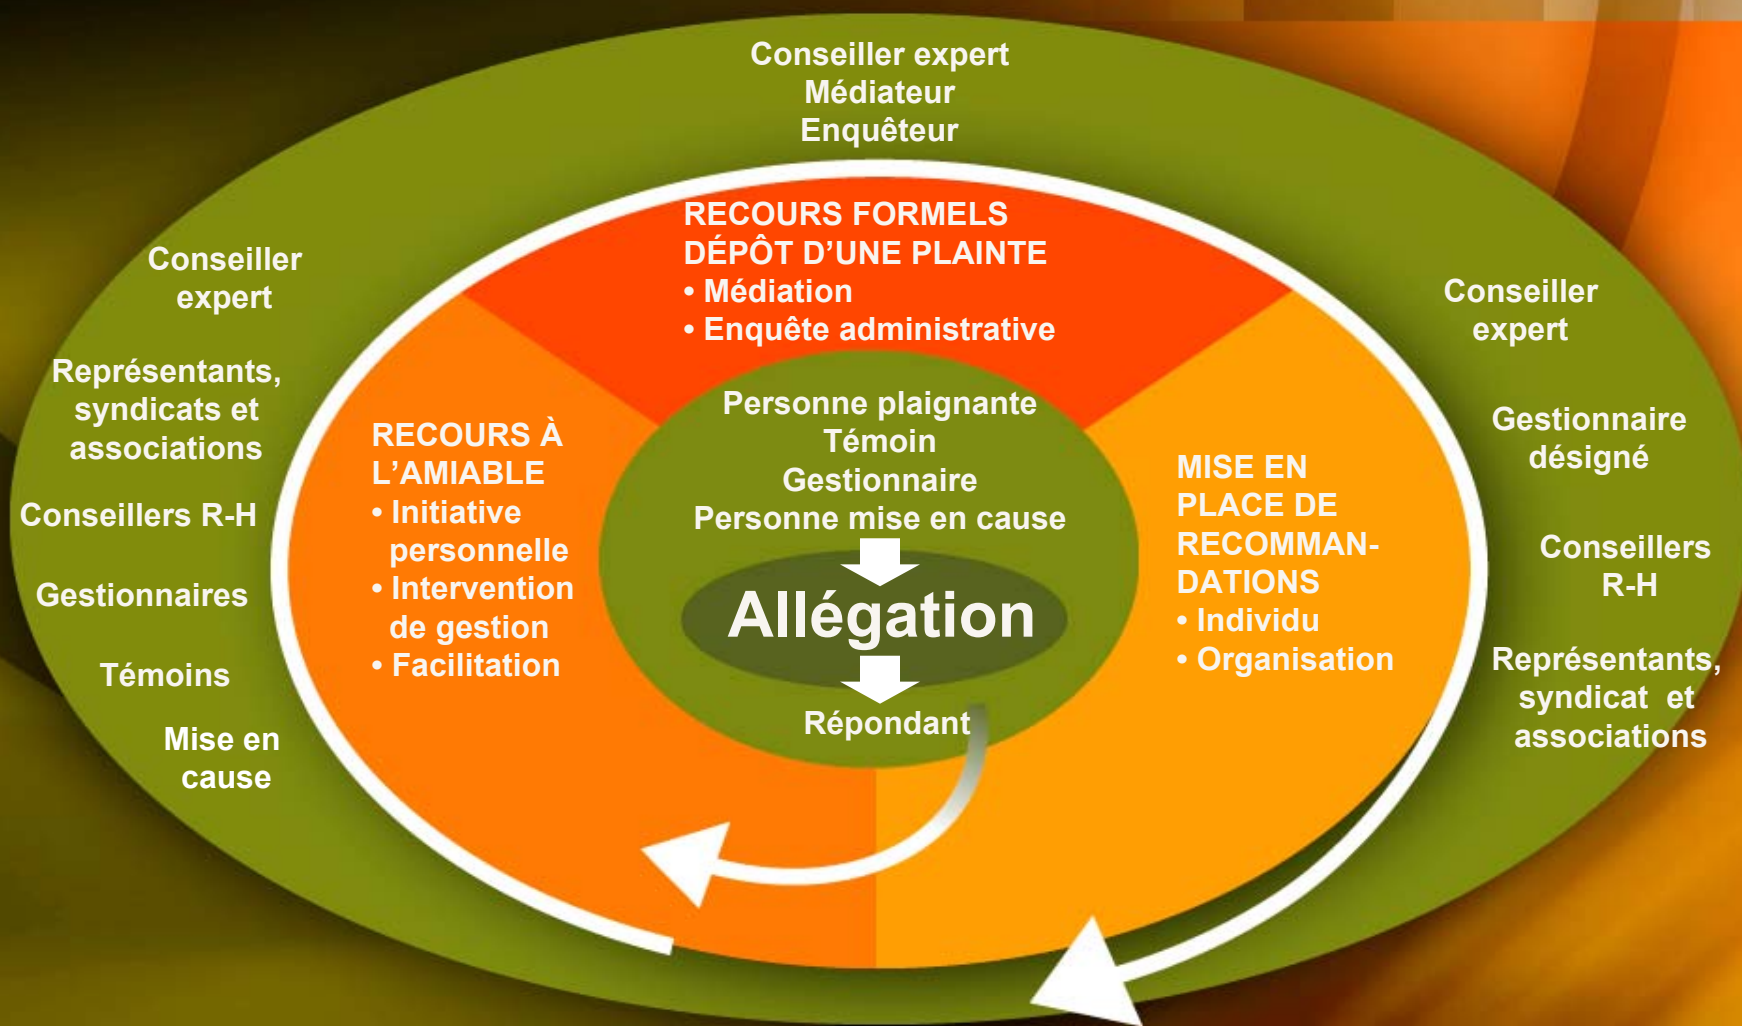 Conseiller expert
Médiateur
Enquêteur
Conseiller
expert
Représentants,
syndicats et
associations
Conseillers R-H
Gestionnaires
Témoins
Mise en
cause
RECOURS À
L’AMIABLE
• Initiative
personnelle
• Intervention
de gestion
• Facilitation
RECOURS FORMELS
DÉPÔT D’UNE PLAINTE
• Médiation
• Enquête administrative
Personne plaignante
Témoin
Gestionnaire
Personne mise en cause
Allégation
Répondant
MISE EN
PLACE DE
RECOMMAN-
DATIONS
• Individu
• Organisation
Conseiller
expert
Gestionnaire
désigné
Conseillers
R-H
Représentants,
syndicat et
associations